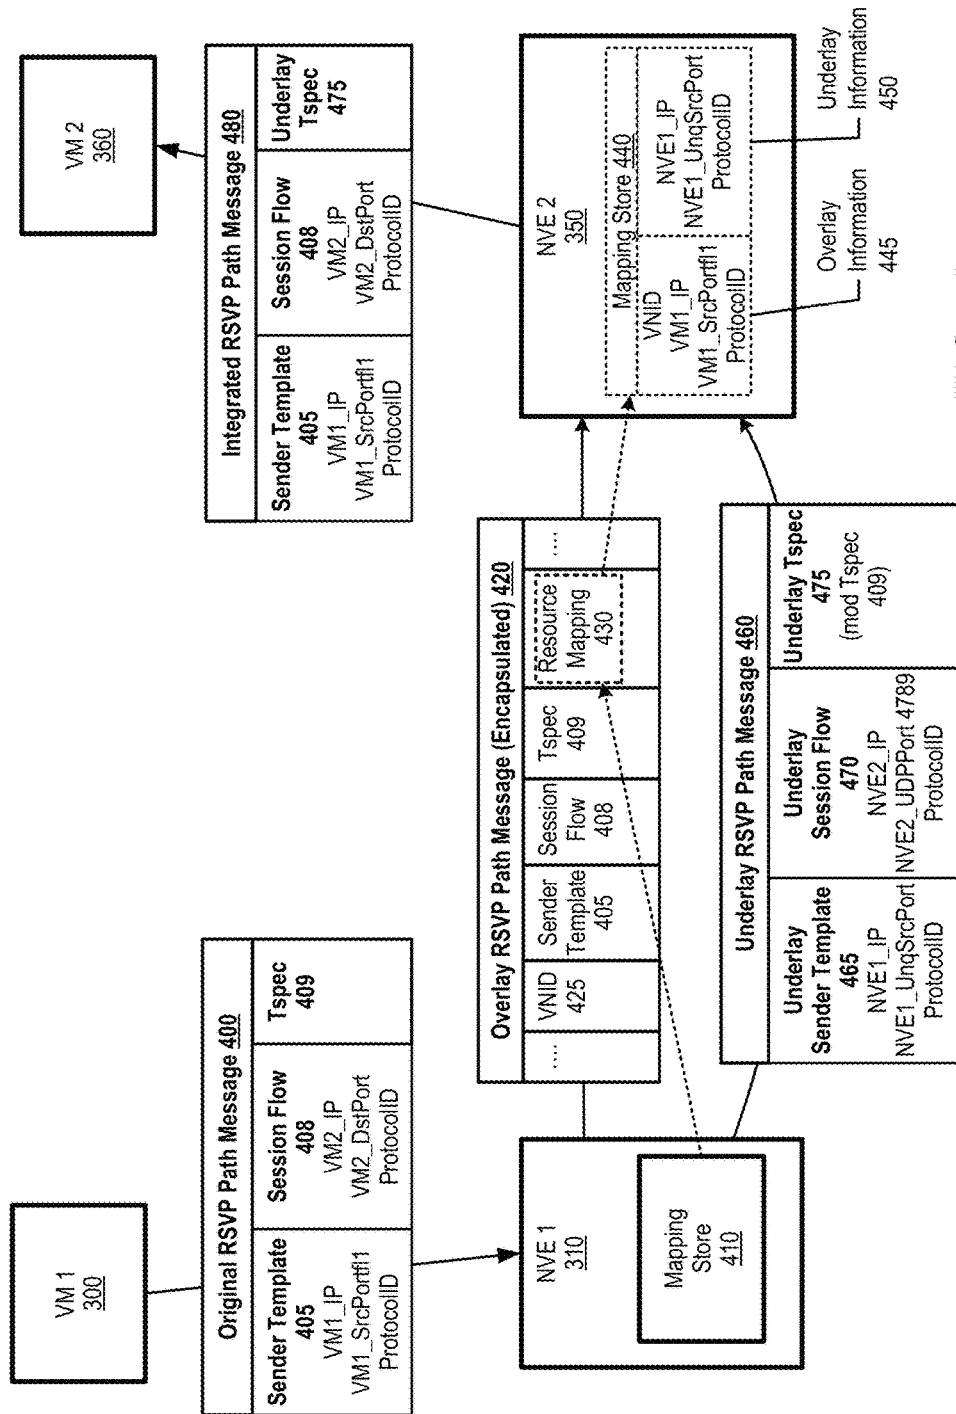 VM 1
300
Original RSVP Path Message 400
Sender Template
405
VM1_IP
VM1_SrcPortfl1
ProtocolID
Session Flow
408
VM2_IP
VM2_DstPort
ProtocolID
Tspec
409
NVE 1
310
Mapping
Store
410
Overlay RSVP Path Message (Encapsulated) 420
....
VNID
425
Sender
Template
405
Session
Flow
408
Tspec
409
Resource
Mapping
430
....
Underlay RSVP Path Message 460
Underlay
Sender Template
465
NVE1_IP
NVE1_UnqSrcPort
ProtocolID
Underlay
Session Flow
470
NVE2_IP
NVE2_UDPPort 4789
ProtocolID
Underlay Tspec
475
(mod Tspec
409)
VM 2
360
Integrated RSVP Path Message 480
Sender Template
405
VM1_IP
VM1_SrcPortfl1
ProtocolID
Session Flow
408
VM2_IP
VM2_DstPort
ProtocolID
Underlay
Tspec
475
NVE 2
350
Mapping Store 440
VNID
VM1_IP
VM1_SrcPortfl1
ProtocolID
NVE1_IP
NVE1_UnqSrcPort
ProtocolID
Overlay
Information
445
Underlay
Information
450